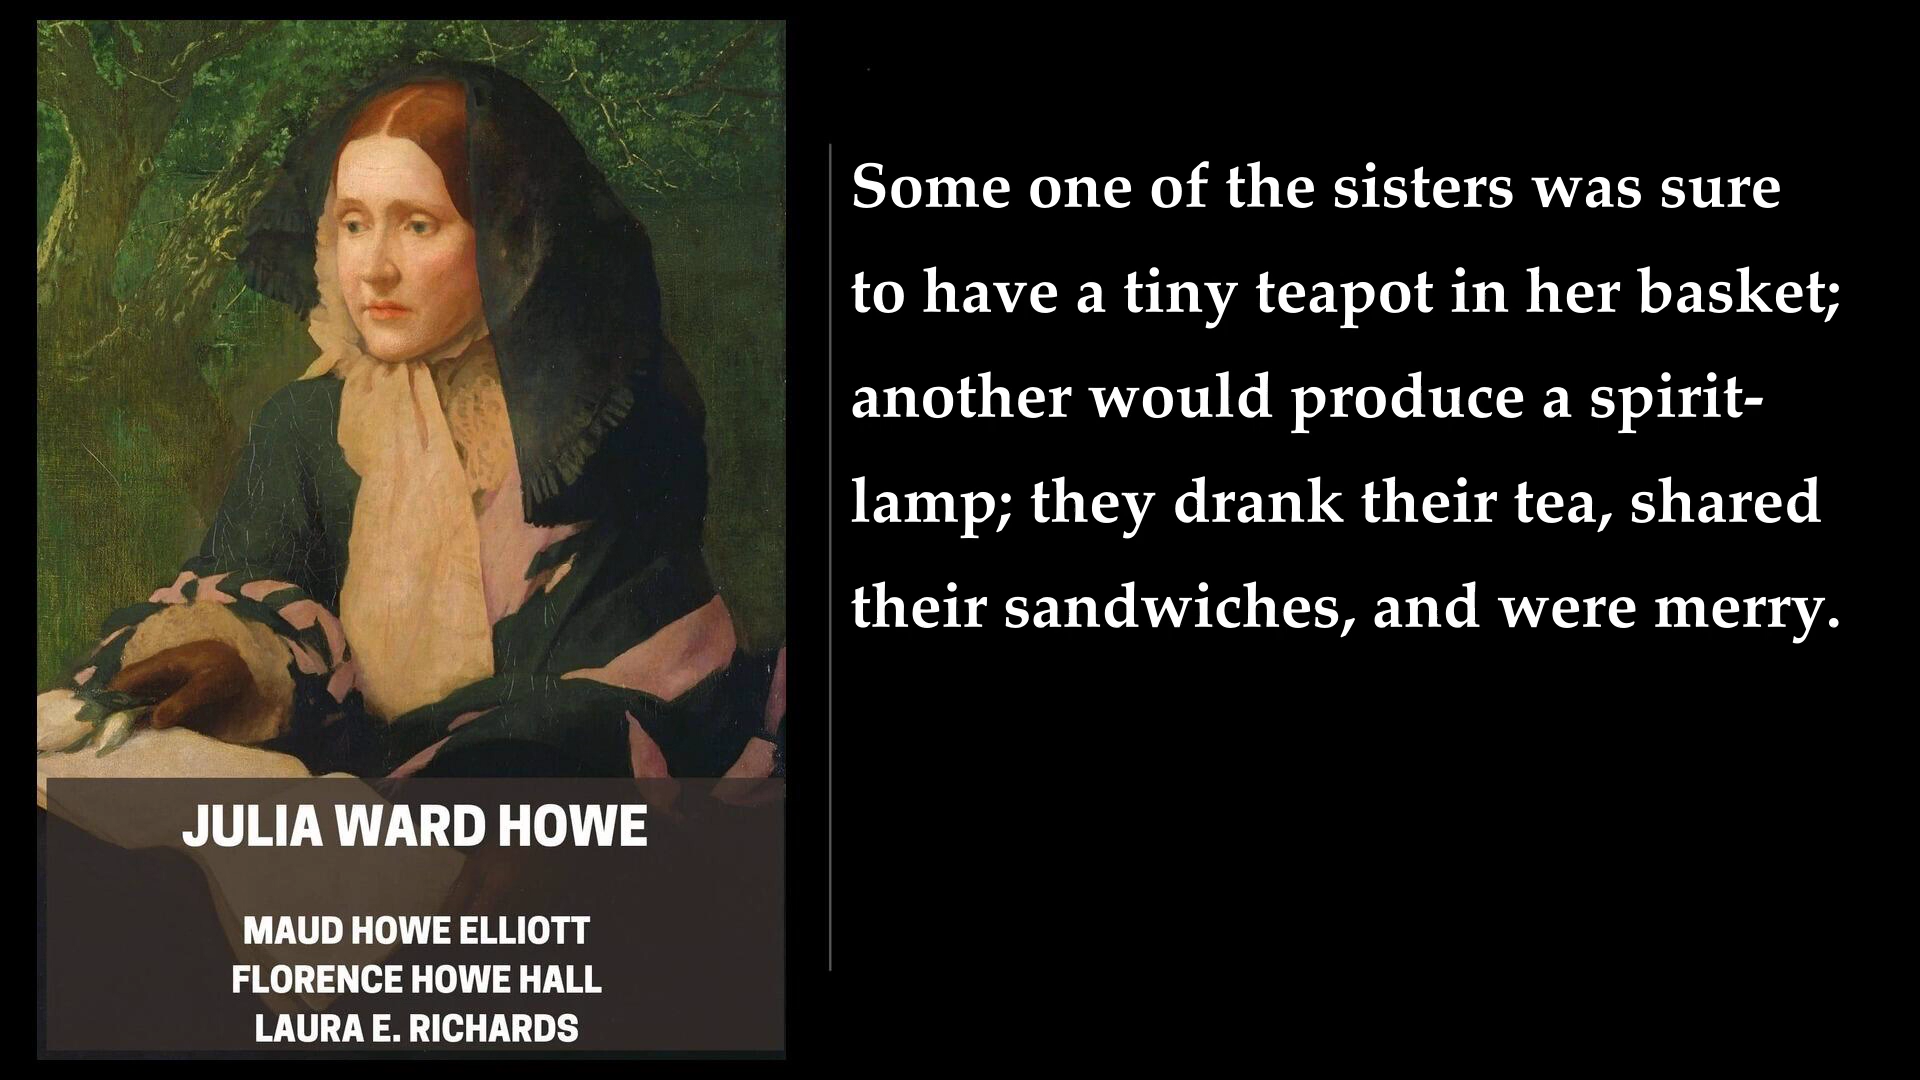 JULIA WARD HOWE
MAUD HOWE ELLIOTT
FLORENCE HOWE HALL
LAURA E. RICHARDS
Some one of the sisters was sure
to have a tiny teapot in her basket;
another would produce a spirit-
lamp; they drank their tea, shared
their sandwiches, and were merry.